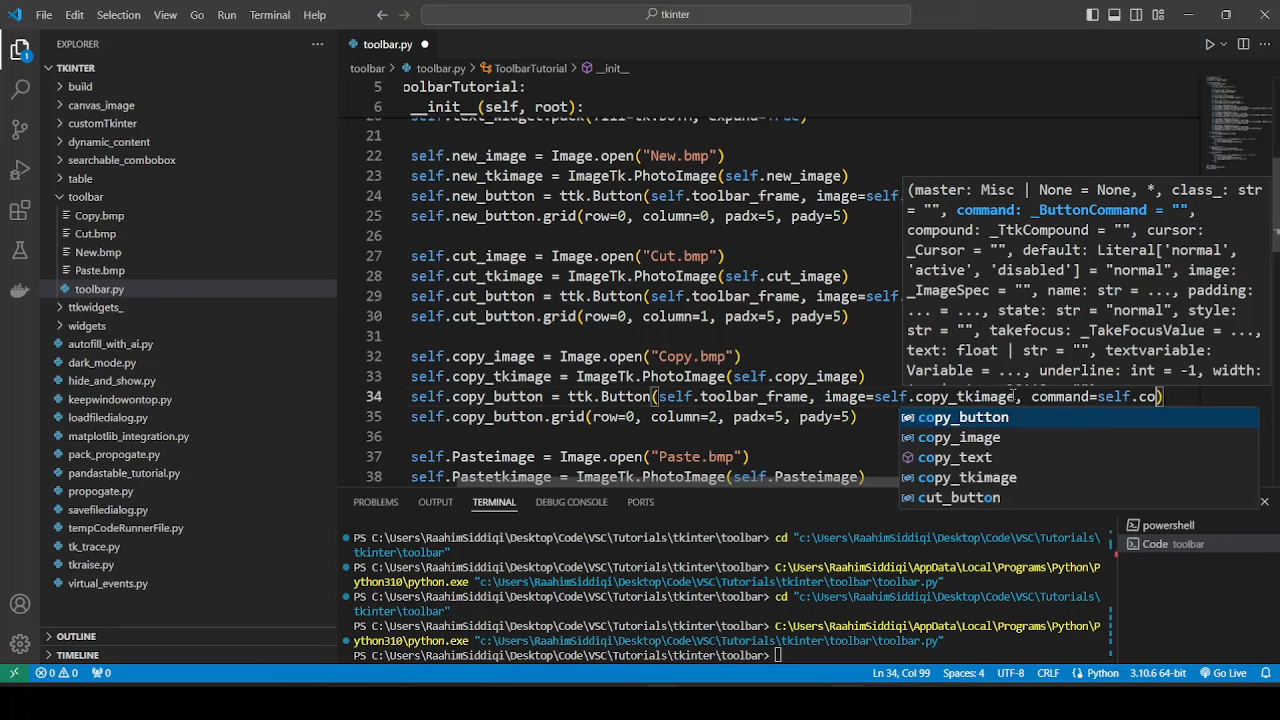 File Edit Selection View Go Run Terminal Help
tkinter
EXPLORER
TKINTER
build
canvas_image
customTkinter
dynamic_content
searchable_combobox
table
toolbar
Copy.bmp
Cut.bmp
New.bmp
Paste.bmp
toolbar.py
ttkwidgets_
widgets
autofill_with_ai.py
dark_mode.py
hide_and_show.py
keepwindowontop.py
loadfiledialog.py
matplotlib_integration.py
pack_propogate.py
pandastable_tutorial.py
propogate.py
savefiledialog.py
tempCodeRunnerFile.py
tk_trace.py
tkraise.py
virtual_events.py
OUTLINE
TIMELINE
1
toolbar.py
toolbar > toolbar.py > ToolbarTutorial > __init__
5 oolbarTutorial:
6 __init__(self, root):
20 self.text_widget.pack(fill=tk.BOTH, expand=True)
21
22 self.new_image = Image.open("New.bmp")
23 self.new_tkimage = ImageTk.PhotoImage(self.new_image)
24 self.new_button = ttk.Button(self.toolbar_frame, image=self.
25 self.new_button.grid(row=0, column=0, padx=5, pady=5)
26
27 self.cut_image = Image.open("Cut.bmp")
28 self.cut_tkimage = ImageTk.PhotoImage(self.cut_image)
29 self.cut_button = ttk.Button(self.toolbar_frame, image=self.
30 self.cut_button.grid(row=0, column=1, padx=5, pady=5)
31
32 self.copy_image = Image.open("Copy.bmp")
33 self.copy_tkimage = ImageTk.PhotoImage(self.copy_image)
34 self.copy_button = ttk.Button(self.toolbar_frame, image=self.copy_tkimage, command=self.co)
35 self.copy_button.grid(row=0, column=2, padx=5, pady=5)
36
37 self.Pasteimage = Image.open("Paste.bmp")
38 self.Pastetkimage = ImageTk.PhotoImage(self.Pasteimage)
(master: Misc | None = None, *, class_: str
= "", command: _ButtonCommand = "",
compound: _TtkCompound = "", cursor:
_Cursor = "", default: Literal['normal',
'active', 'disabled'] = "normal", image:
_ImageSpec = "", name: str = ..., padding:
... = ..., state: str = "normal", style:
str = "", takefocus: _TakeFocusValue = ...,
text: float | str = "", textvariable:
Variable = ..., underline: int = -1, width:
copy_button
copy_image
copy_text
copy_tkimage
cut_button
PROBLEMS OUTPUT TERMINAL DEBUG CONSOLE PORTS
PS C:\Users\RaahimSiddiqi\Desktop\Code\VSC\Tutorials\tkinter\toolbar> cd "c:\Users\RaahimSiddiqi\Desktop\Code\VSC\Tutorials\
tkinter\toolbar"
PS C:\Users\RaahimSiddiqi\Desktop\Code\VSC\Tutorials\tkinter\toolbar> C:\Users\RaahimSiddiqi\AppData\Local\Programs\Python\P
ython310\python.exe "c:\Users\RaahimSiddiqi\Desktop\Code\VSC\Tutorials\tkinter\toolbar\toolbar.py"
PS C:\Users\RaahimSiddiqi\Desktop\Code\VSC\Tutorials\tkinter\toolbar> cd "c:\Users\RaahimSiddiqi\Desktop\Code\VSC\Tutorials\
tkinter\toolbar"
PS C:\Users\RaahimSiddiqi\Desktop\Code\VSC\Tutorials\tkinter\toolbar> C:\Users\RaahimSiddiqi\AppData\Local\Programs\Python\P
ython310\python.exe "c:\Users\RaahimSiddiqi\Desktop\Code\VSC\Tutorials\tkinter\toolbar\toolbar.py"
PS C:\Users\RaahimSiddiqi\Desktop\Code\VSC\Tutorials\tkinter\toolbar>
powershell
Code toolbar
0 0 0 Ln 34, Col 99 Spaces: 4 UTF-8 CRLF Python 3.10.6 64-bit Go Live